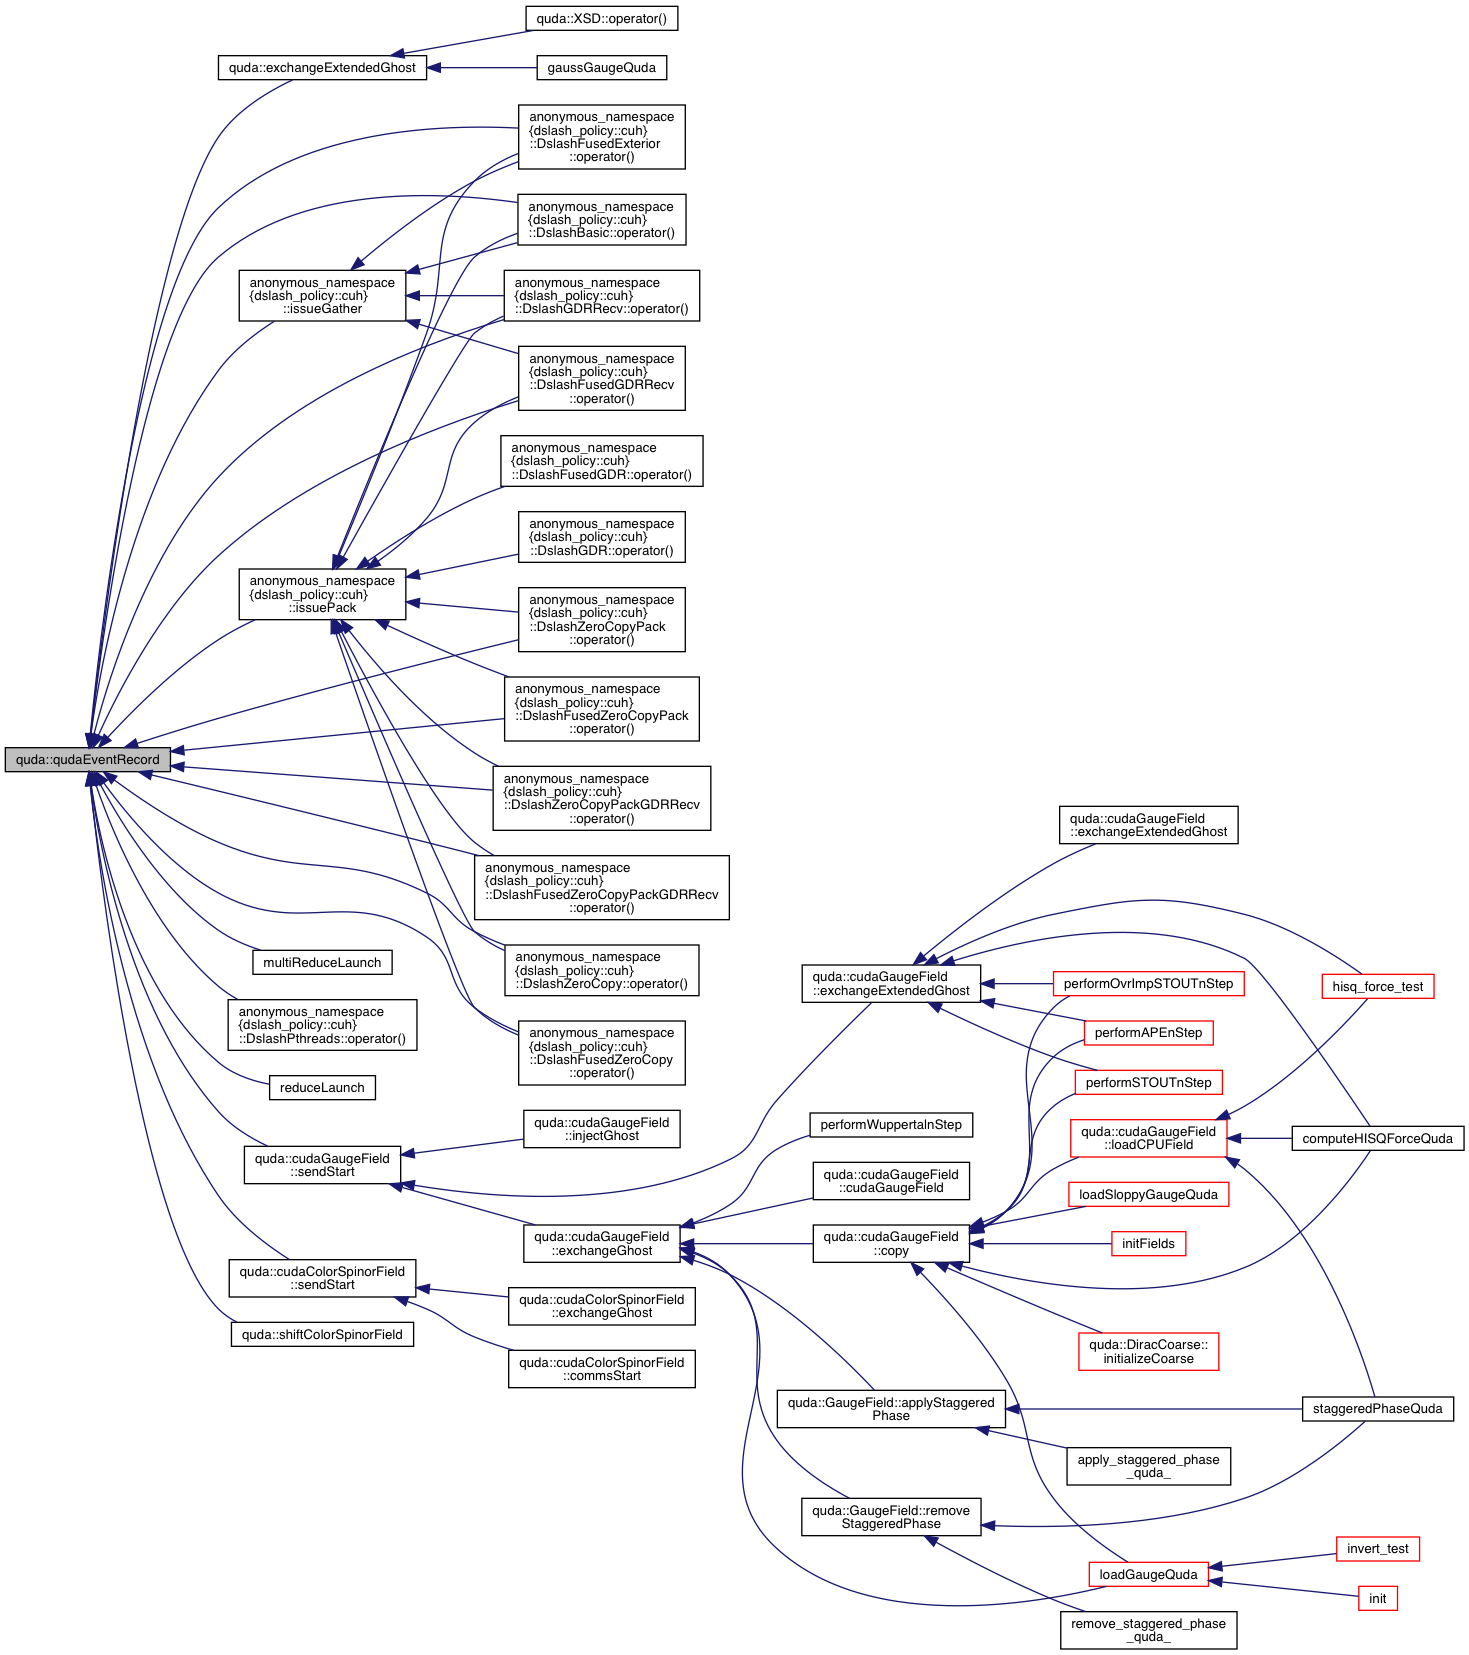 quda::XSD::operator()
quda::exchangeExtendedGhost
gaussGaugeQuda
anonymous_namespace
{dslash_policy::cuh}
::DslashFusedExterior
::operator()
anonymous_namespace
{dslash_policy::cuh}
::DslashBasic::operator()
anonymous_namespace
{dslash_policy::cuh}
::issueGather
anonymous_namespace
{dslash_policy::cuh}
::DslashGDRRecv::operator()
anonymous_namespace
{dslash_policy::cuh}
::DslashFusedGDRRecv
::operator()
anonymous_namespace
{dslash_policy::cuh}
::DslashFusedGDR::operator()
anonymous_namespace
{dslash_policy::cuh}
::DslashGDR::operator()
anonymous_namespace
{dslash_policy::cuh}
::issuePack
anonymous_namespace
{dslash_policy::cuh}
::DslashZeroCopyPack
::operator()
anonymous_namespace
{dslash_policy::cuh}
::DslashFusedZeroCopyPack
::operator()
quda::qudaEventRecord
anonymous_namespace
{dslash_policy::cuh}
::DslashZeroCopyPackGDRRecv
::operator()
anonymous_namespace
{dslash_policy::cuh}
::DslashFusedZeroCopyPackGDRRecv
::operator()
multiReduceLaunch
anonymous_namespace
{dslash_policy::cuh}
::DslashZeroCopy::operator()
anonymous_namespace
{dslash_policy::cuh}
::DslashPthreads::operator()
anonymous_namespace
{dslash_policy::cuh}
::DslashFusedZeroCopy
::operator()
reduceLaunch
quda::cudaGaugeField
::exchangeExtendedGhost
quda::cudaGaugeField
::exchangeExtendedGhost
performOvrImpSTOUTnStep
hisq_force_test
performAPEnStep
performSTOUTnStep
quda::cudaGaugeField
::injectGhost
performWuppertalnStep
quda::cudaGaugeField
::loadCPUField
computeHISQForceQuda
quda::cudaGaugeField
::sendStart
quda::cudaGaugeField
::cudaGaugeField
loadSloppyGaugeQuda
quda::cudaGaugeField
::exchangeGhost
quda::cudaGaugeField
::copy
initFields
quda::cudaColorSpinorField
::sendStart
quda::cudaColorSpinorField
::exchangeGhost
quda::shiftColorSpinorField
quda::cudaColorSpinorField
::commsStart
quda::DiracCoarse::
initializeCoarse
quda::GaugeField::applyStaggered
Phase
staggeredPhaseQuda
apply_staggered_phase
_quda_
quda::GaugeField::remove
StaggeredPhase
invert_test
loadGaugeQuda
init
remove_staggered_phase
_quda_